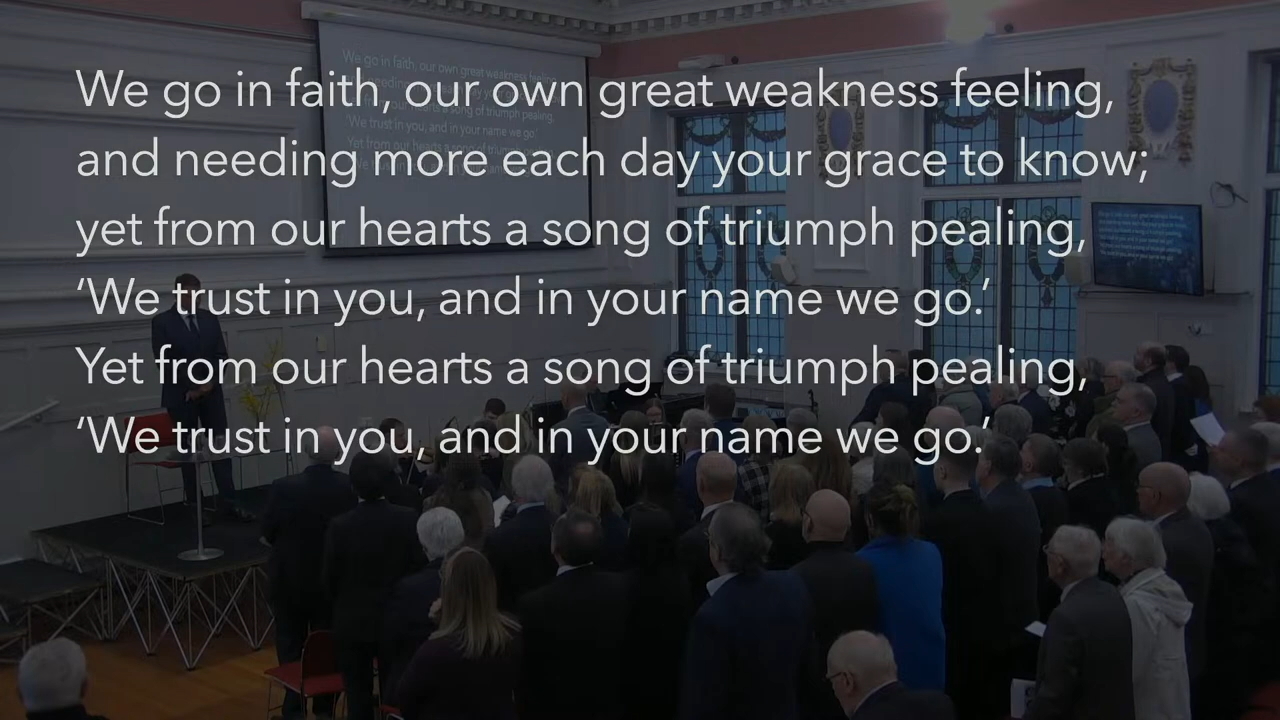 We go in faith, our own great weakness feeling,
and needing more each day your grace to know;
yet from our hearts a song of triumph pealing,
‘We trust in you, and in your name we go.’
Yet from our hearts a song of triumph pealing,
‘We trust in you, and in your name we go.’